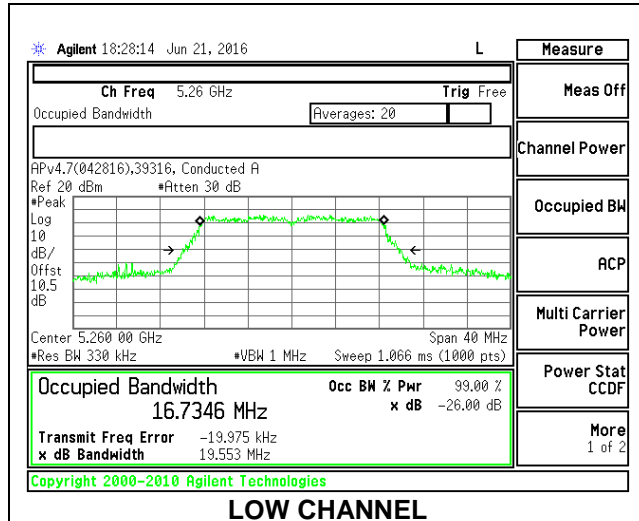 Agilent 18:28:14 Jun 21, 2016 L
Measure
Ch Freq 5.26 GHz Trig Free
Occupied Bandwidth Averages: 20
APv4.7(042816),39316, Conducted A
Ref 20 dBm #Atten 30 dB
#Peak
Log
10
dB/
Offst
10.5
dB
Center 5.260 00 GHz Span 40 MHz
#Res BW 330 kHz #VBW 1 MHz Sweep 1.066 ms (1000 pts)
Occupied Bandwidth Occ BW % Pwr 99.00 %
16.7346 MHz x dB -26.00 dB
Transmit Freq Error -19.975 kHz
x dB Bandwidth 19.553 MHz
Copyright 2000-2010 Agilent Technologies
Meas Off
Channel Power
Occupied BW
ACP
Multi Carrier
Power
Power Stat
CCDF
More
1 of 2
LOW CHANNEL